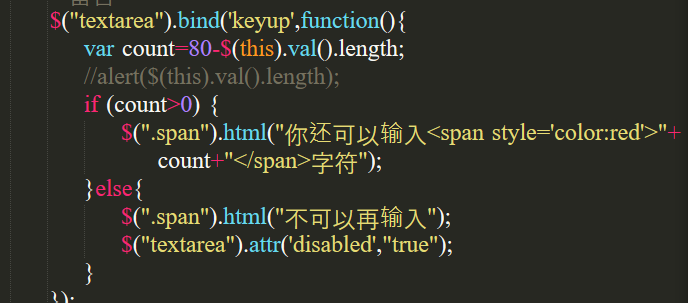 $("textarea").bind('keyup',function(){
var count=80-$(this).val().length;
//alert($(this).val().length);
if (count>0) {
$(".span").html("你还可以输入<span style='color:red'>"+
count+"</span>字符");
}else{
$(".span").html("不可以再输入");
$("textarea").attr('disabled',"true");
}
});